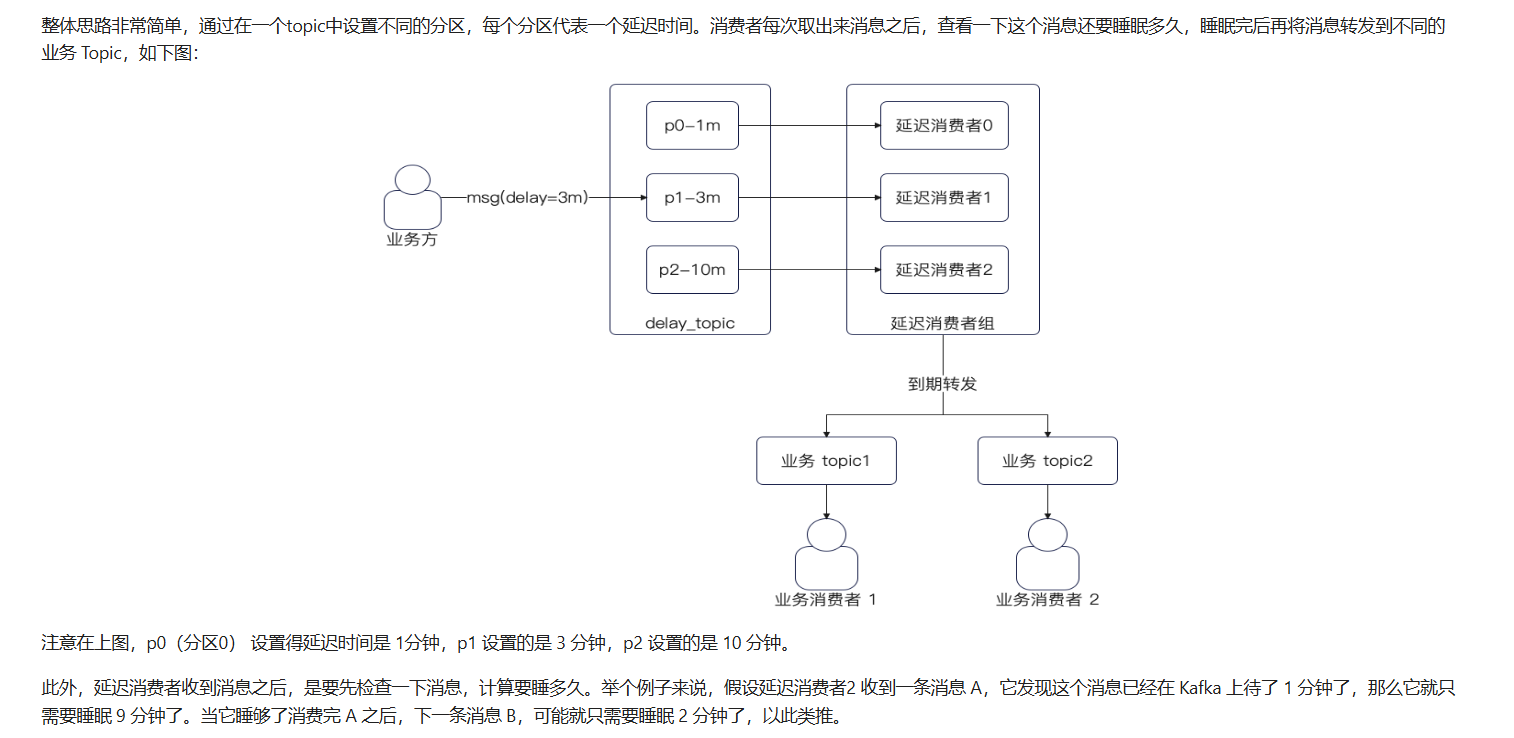 整体思路非常简单，通过在一个topic中设置不同的分区，每个分区代表一个延迟时间。消费者每次取出来消息之后，查看一下这个消息还要睡眠多久，睡眠完后再将消息转发到不同的
业务 Topic，如下图：
p0-1m
延迟消费者0
msg(delay=3m)
p1-3m
延迟消费者1
业务方
p2-10m
延迟消费者2
delay_topic
延迟消费者组
到期转发
业务 topic1
业务 topic2
业务消费者 1
业务消费者 2
注意在上图，p0（分区0） 设置得延迟时间是 1分钟，p1 设置的是 3 分钟，p2 设置的是 10 分钟。
此外，延迟消费者收到消息之后，是要先检查一下消息，计算要睡多久。举个例子来说，假设延迟消费者2 收到一条消息 A，它发现这个消息已经在 Kafka 上待了 1 分钟了，那么它就只
需要睡眠 9 分钟了。当它睡够了消费完 A 之后，下一条消息 B，可能就只需要睡眠 2 分钟了，以此类推。